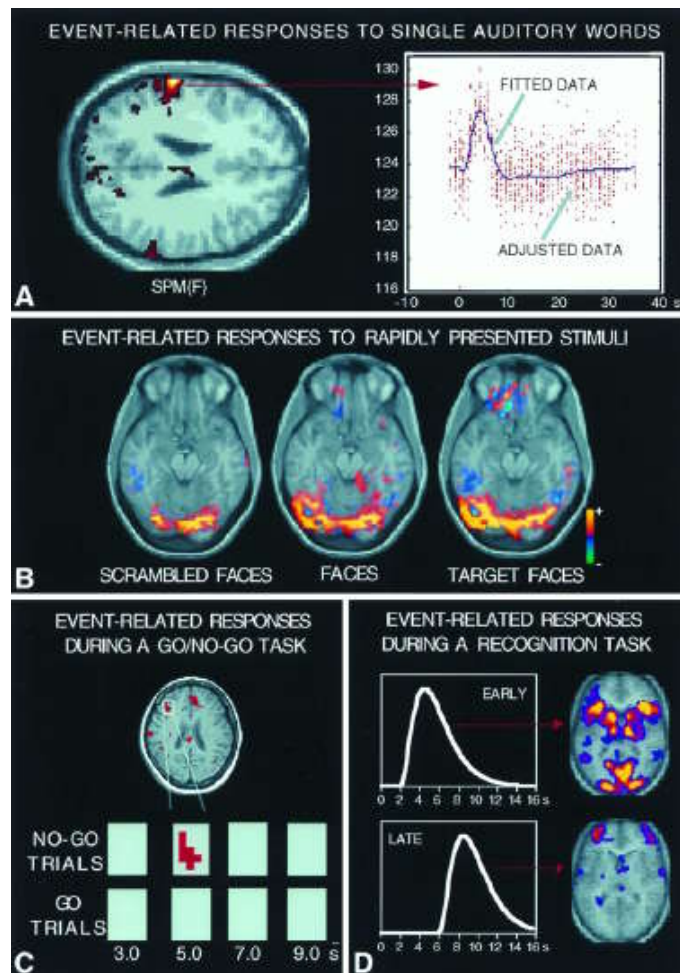 EVENT-RELATED RESPONSES TO SINGLE AUDITORY WORDS
130
128
126
124
122
120
118
116
-10 0 10 20 30 40 s
FITTED DATA
ADJUSTED DATA
SPM{F}
A
EVENT-RELATED RESPONSES TO RAPIDLY PRESENTED STIMULI
+
-
SCRAMBLED FACES FACES TARGET FACES
B
EVENT-RELATED RESPONSES
DURING A GO/NO-GO TASK
NO-GO
TRIALS
GO
TRIALS
3.0 5.0 7.0 9.0 s
C
EVENT-RELATED RESPONSES
DURING A RECOGNITION TASK
EARLY
0 2 4 6 8 10 12 14 16 s
LATE
0 2 4 6 8 10 12 14 16 s
D